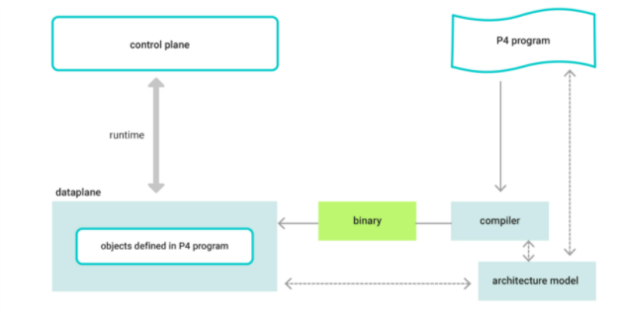 control plane
P4 program
runtime
dataplane
binary
compiler
objects defined in P4 program
architecture model